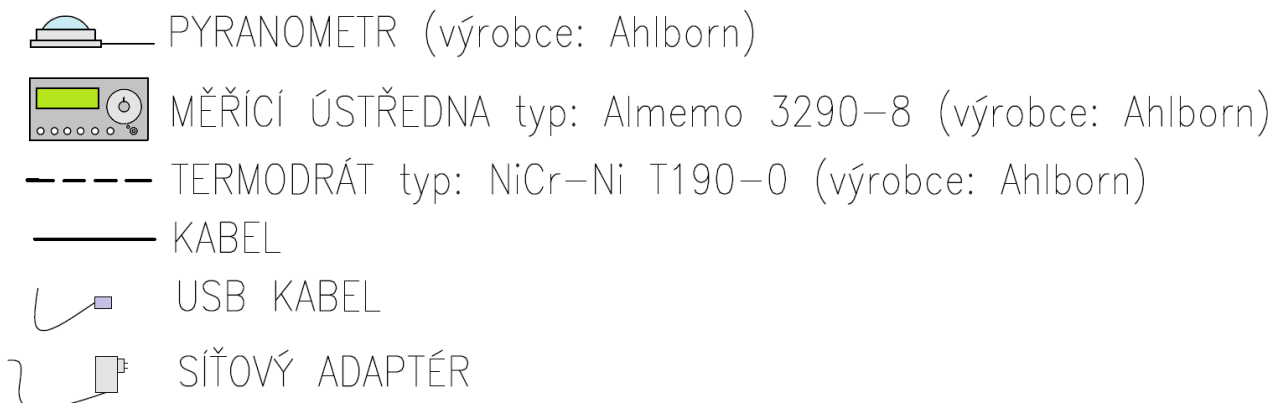 PYRANOMETR (výrobce: Ahlborn)
MĚŘÍCÍ ÚSTŘEDNA typ: Almemo 3290-8 (výrobce: Ahlborn)
TERMODRÁT typ: NiCr-Ni T190-0 (výrobce: Ahlborn)
KABEL
USB KABEL
SÍŤOVÝ ADAPTÉR